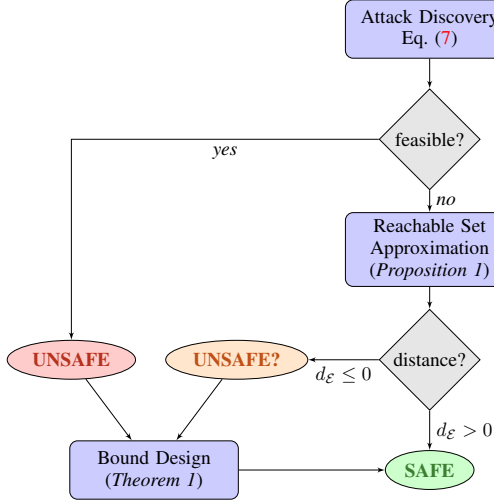 Attack Discovery
Eq. (7)
feasible?
yes
no
Reachable Set
Approximation
(Proposition 1)
UNSAFE
UNSAFE?
distance?
d_ℰ ≤ 0
d_ℰ > 0
Bound Design
(Theorem 1)
SAFE